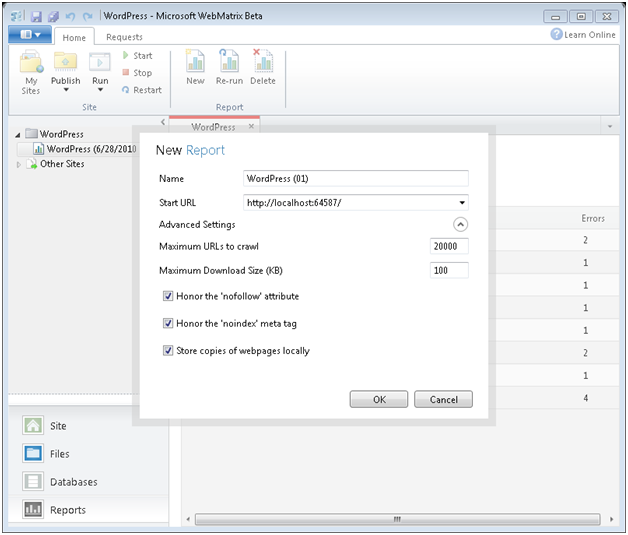 WordPress - Microsoft WebMatrix Beta
Home Requests
Learn Online
My Sites
Publish
Run
Start
Stop
Restart
New
Re-run
Delete
Site
Report
WordPress
WordPress (6/28/2010
Other Sites
WordPress
New Report
Name WordPress (01)
Start URL http://localhost:64587/
Advanced Settings
Maximum URLs to crawl 20000
Maximum Download Size (KB) 100
Honor the 'nofollow' attribute
Honor the 'noindex' meta tag
Store copies of webpages locally
OK Cancel
Errors
2
1
1
1
1
2
1
4
Site
Files
Databases
Reports